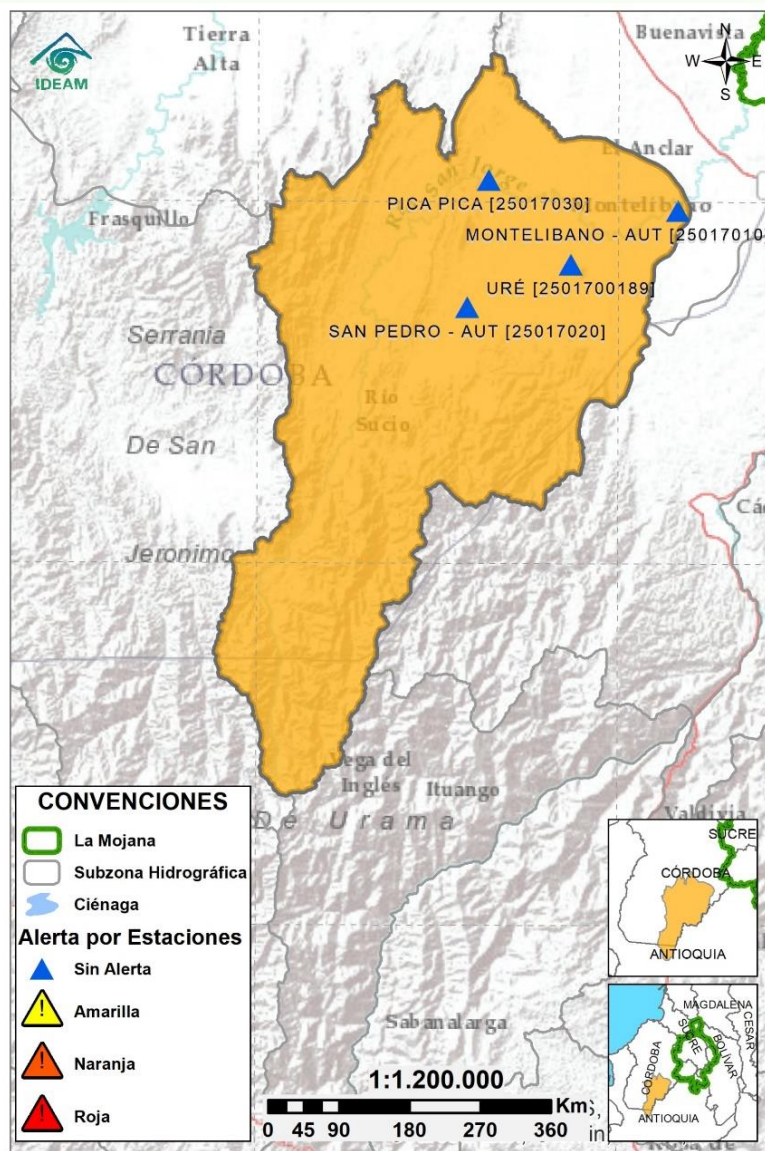 IDEAM
Tierra
Alta
Buenavista
N
W E
S
El Anclar
Frasquillo
PICA PICA [25017030]
Montelibano
MONTELIBANO - AUT [25017010
URÉ [2501700189]
SAN PEDRO - AUT [25017020]
Serrania
CÓRDOBA
Rio
Sucio
De San
Jeronimo
Vega del
Ingles
Ituango
De Urama
Valdivia
Sabanalarga
CONVENCIONES
La Mojana
Subzona Hidrográfica
Ciénaga
Alerta por Estaciones
Sin Alerta
Amarilla
Naranja
Roja
1:1.200.000
Km
0 45 90 180 270 360
SUCRE
CÓRDOBA
ANTIOQUIA
MAGDALENA
CESAR
SUCRE
BOLÍVAR
CÓRDOBA
ANTIOQUIA